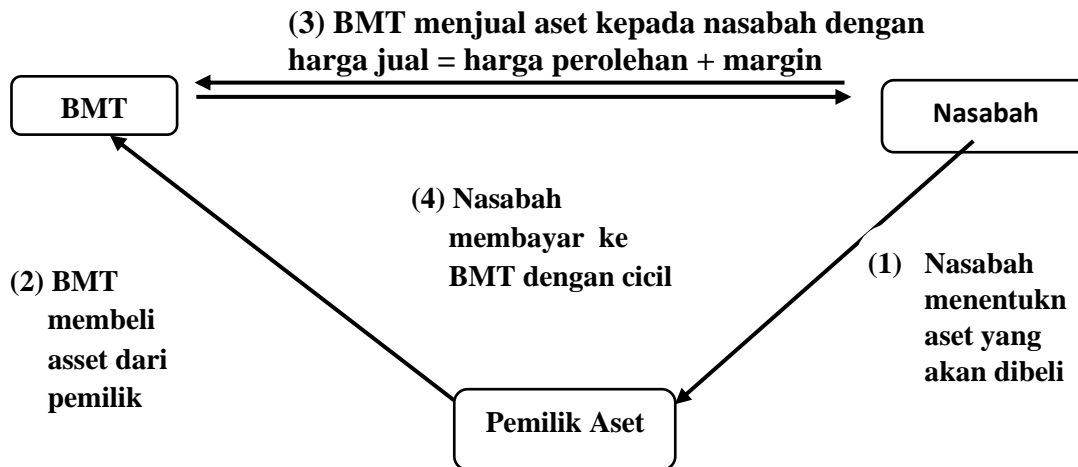 (3) BMT menjual aset kepada nasabah dengan
harga jual = harga perolehan + margin
BMT
Nasabah
(4) Nasabah
membayar ke
BMT dengan cicil
(1) Nasabah
menentukn
aset yang
akan dibeli
(2) BMT
membeli
asset dari
pemilik
Pemilik Aset